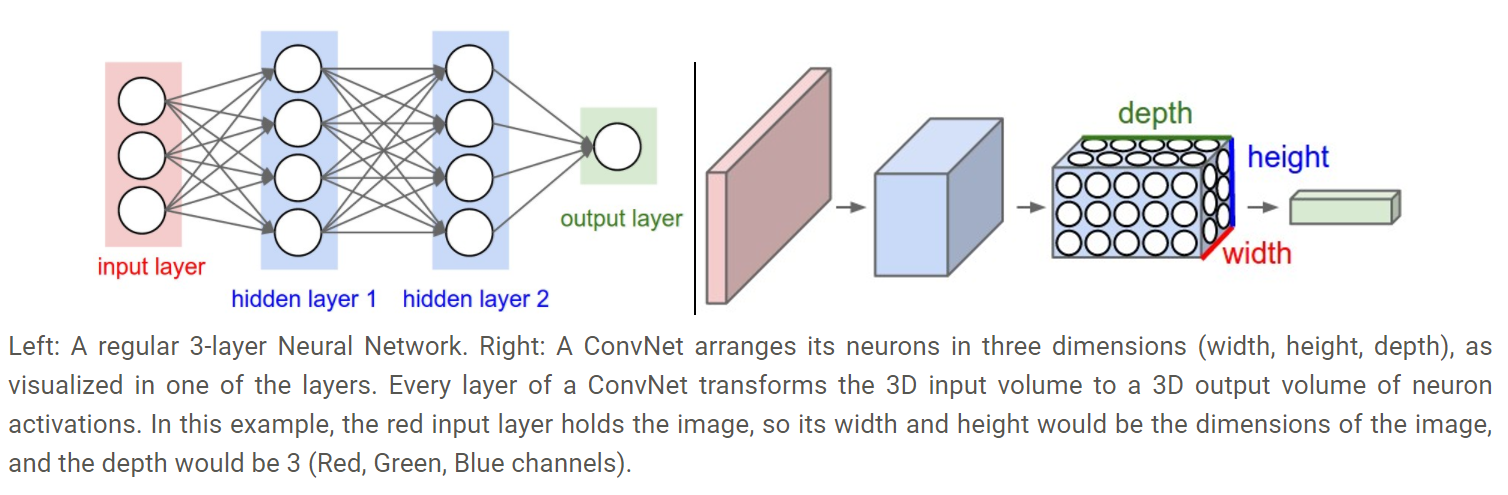 input layer
hidden layer 1
hidden layer 2
output layer
depth
height
width
Left: A regular 3-layer Neural Network. Right: A ConvNet arranges its neurons in three dimensions (width, height, depth), as
visualized in one of the layers. Every layer of a ConvNet transforms the 3D input volume to a 3D output volume of neuron
activations. In this example, the red input layer holds the image, so its width and height would be the dimensions of the image,
and the depth would be 3 (Red, Green, Blue channels).